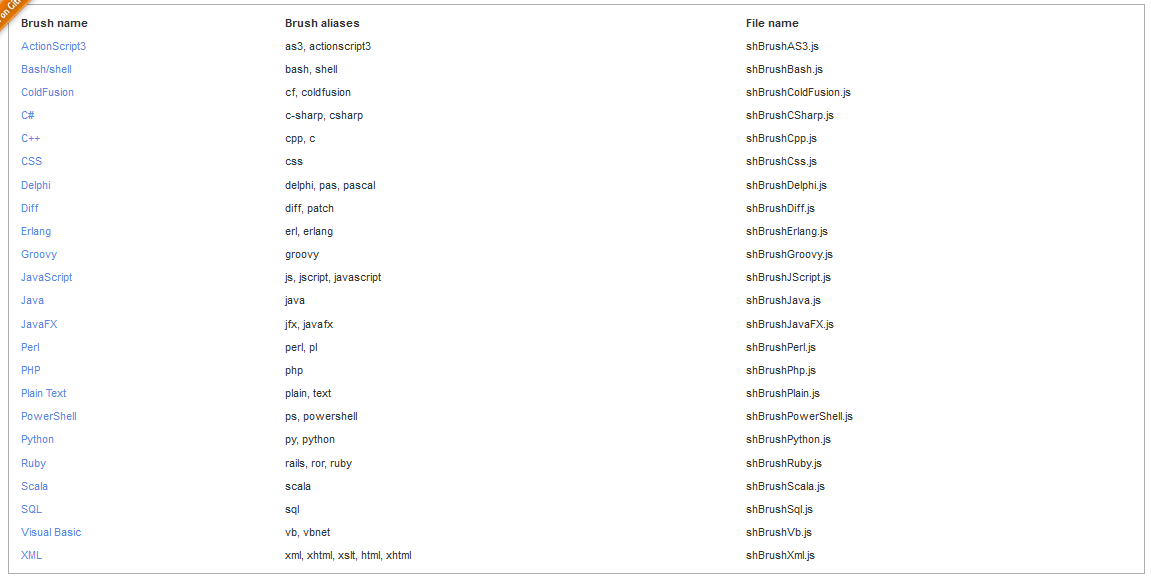 on Git
Brush name Brush aliases File name
ActionScript3 as3, actionscript3 shBrushAS3.js
Bash/shell bash, shell shBrushBash.js
ColdFusion cf, coldfusion shBrushColdFusion.js
C# c-sharp, csharp shBrushCSharp.js
C++ cpp, c shBrushCpp.js
CSS css shBrushCss.js
Delphi delphi, pas, pascal shBrushDelphi.js
Diff diff, patch shBrushDiff.js
Erlang erl, erlang shBrushErlang.js
Groovy groovy shBrushGroovy.js
JavaScript js, jscript, javascript shBrushJScript.js
Java java shBrushJava.js
JavaFX jfx, javafx shBrushJavaFX.js
Perl perl, pl shBrushPerl.js
PHP php shBrushPhp.js
Plain Text plain, text shBrushPlain.js
PowerShell ps, powershell shBrushPowerShell.js
Python py, python shBrushPython.js
Ruby rails, ror, ruby shBrushRuby.js
Scala scala shBrushScala.js
SQL sql shBrushSql.js
Visual Basic vb, vbnet shBrushVb.js
XML xml, xhtml, xslt, html, xhtml shBrushXml.js